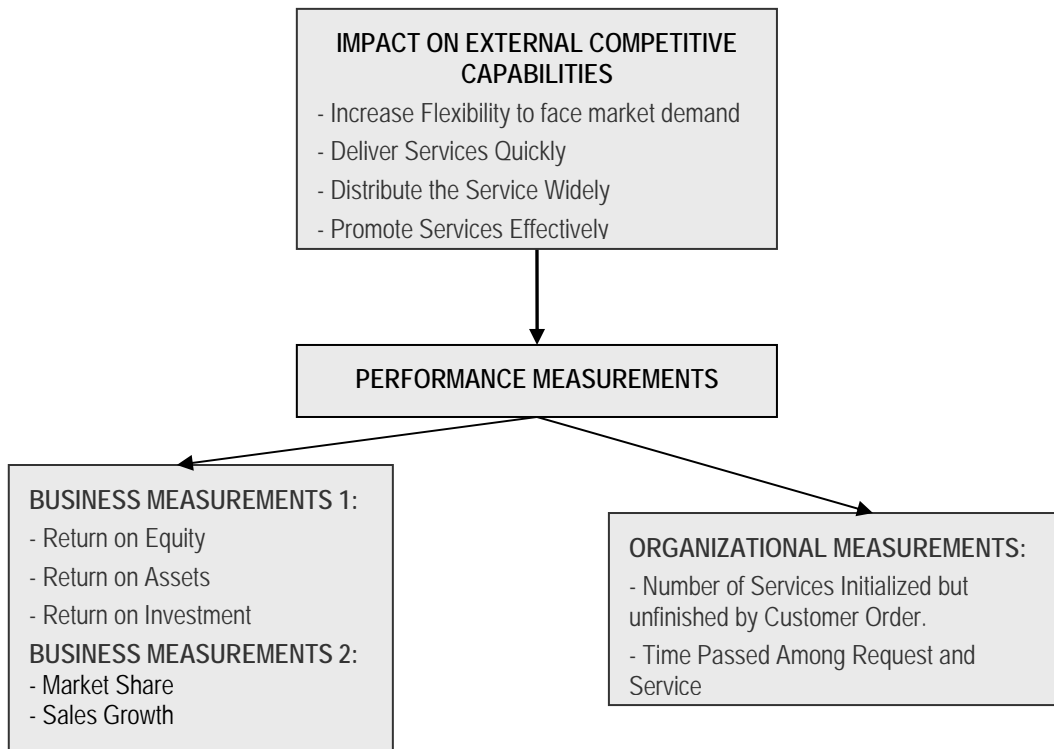 IMPACT ON EXTERNAL COMPETITIVE
CAPABILITIES
- Increase Flexibility to face market demand
- Deliver Services Quickly
- Distribute the Service Widely
- Promote Services Effectively
PERFORMANCE MEASUREMENTS
BUSINESS MEASUREMENTS 1:
- Return on Equity
- Return on Assets
- Return on Investment
BUSINESS MEASUREMENTS 2:
- Market Share
- Sales Growth
ORGANIZATIONAL MEASUREMENTS:
- Number of Services Initialized but
unfinished by Customer Order.
- Time Passed Among Request and
Service